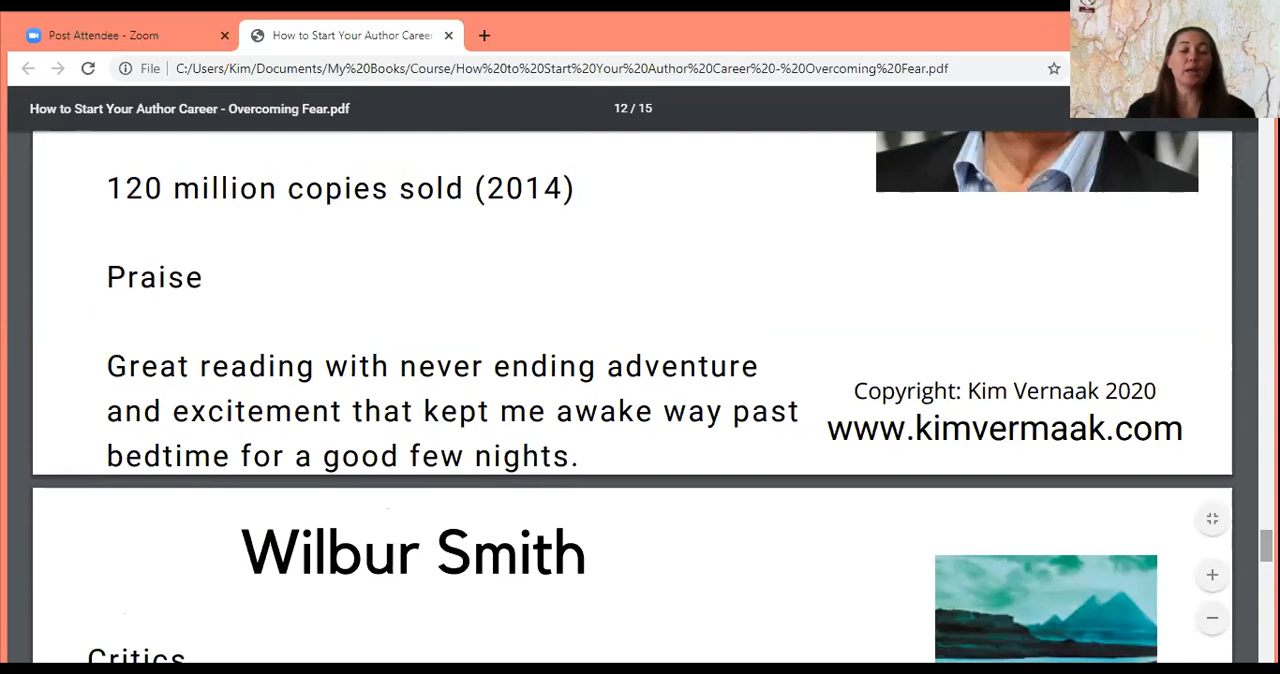 Post Attendee - Zoom
How to Start Your Author Career
File
C:/Users/Kim/Documents/My%20Books/Course/How%20to%20Start%20Your%20Author%20Career%20-%20Overcoming%20Fear.pdf
How to Start Your Author Career - Overcoming Fear.pdf
12 / 15
120 million copies sold (2014)
Praise
Great reading with never ending adventure
and excitement that kept me awake way past
bedtime for a good few nights.
Copyright: Kim Vernaak 2020
www.kimvermaak.com
Wilbur Smith
Critics